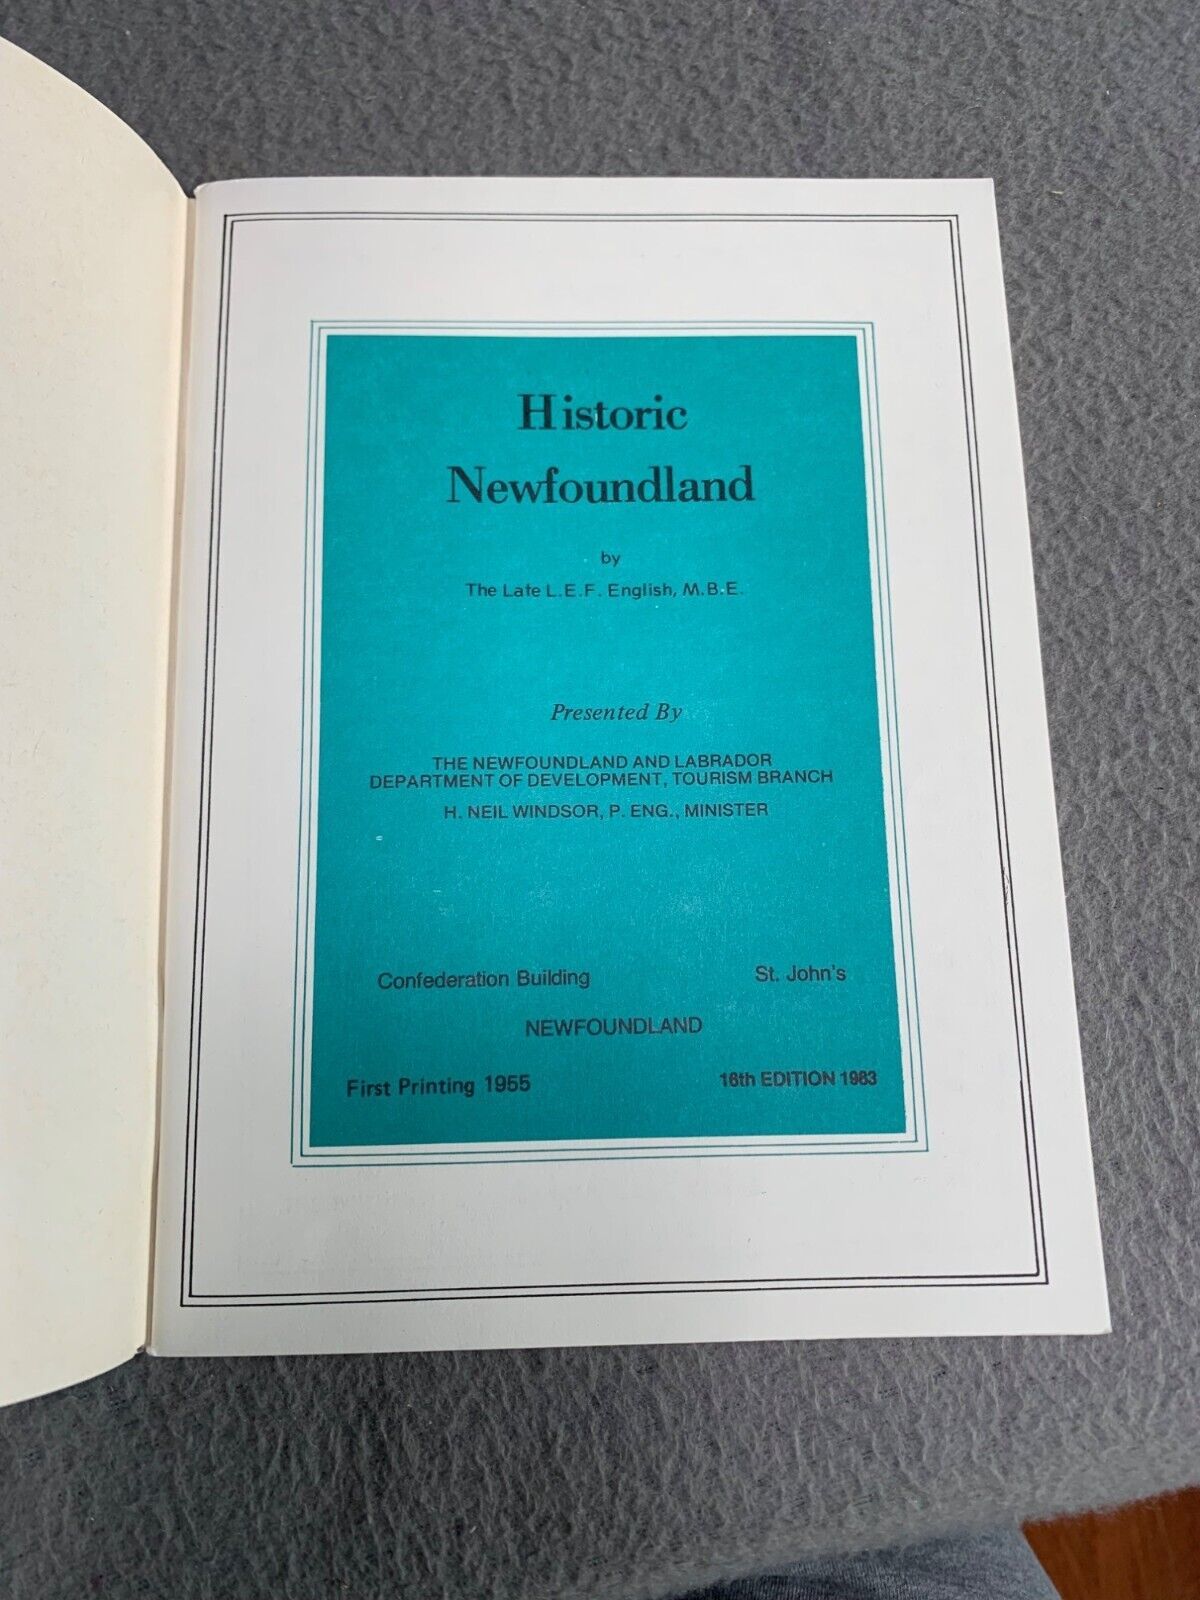 Historic
Newfoundland
by
The Late L.E.F. English, M.B.E.
Presented By
THE NEWFOUNDLAND AND LABRADOR
DEPARTMENT OF DEVELOPMENT, TOURISM BRANCH
H. NEIL WINDSOR, P. ENG., MINISTER
Confederation Building St. John's
NEWFOUNDLAND
First Printing 1955 16th EDITION 1983